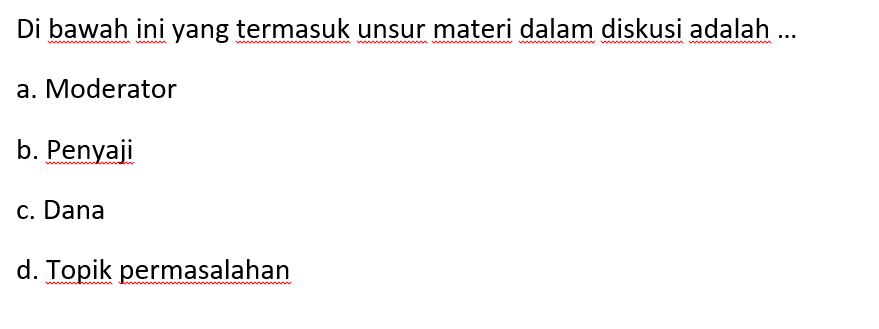 Di bawah ini yang termasuk unsur materi dalam diskusi adalah ...
a. Moderator
b. Penyaji
c. Dana
d. Topik permasalahan